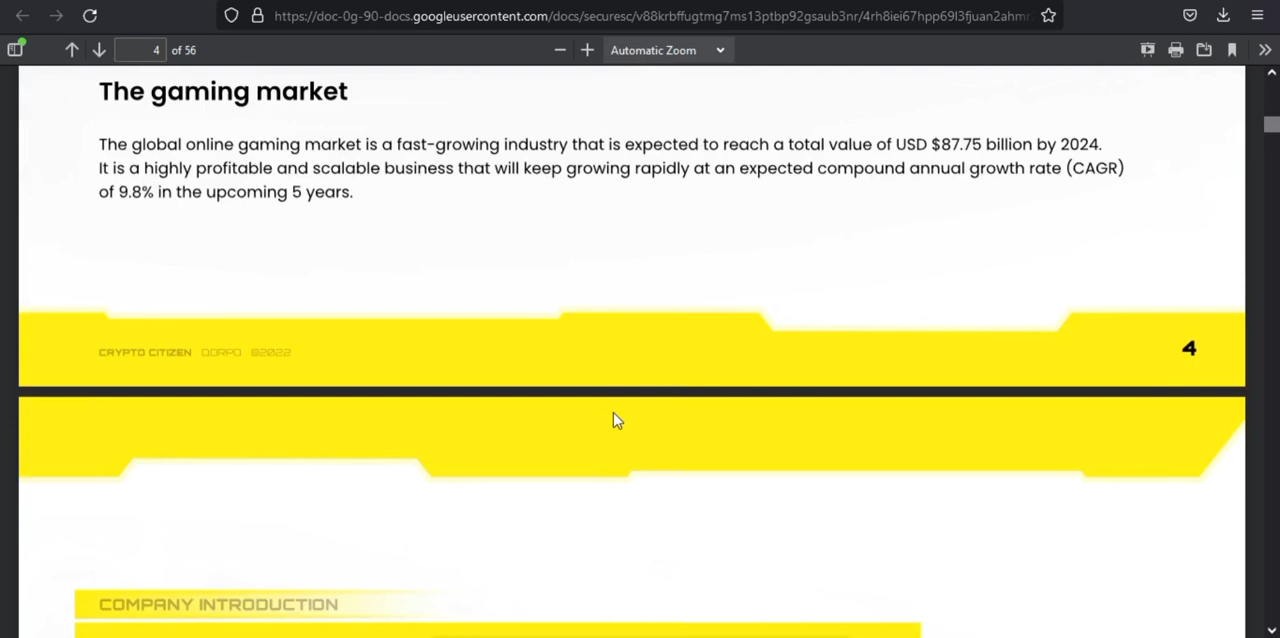 https://doc-0g-90-docs.googleusercontent.com/docs/securesc/v88krbffugtmg7ms13ptbp92gsaub3nr/4rh8iei67hpp69l3fjuan2ahmr
4 of 56
Automatic Zoom
The gaming market
The global online gaming market is a fast-growing industry that is expected to reach a total value of USD $87.75 billion by 2024.
It is a highly profitable and scalable business that will keep growing rapidly at an expected compound annual growth rate (CAGR)
of 9.8% in the upcoming 5 years.
CRYPTO CITIZEN QORPO ©2022
4
COMPANY INTRODUCTION